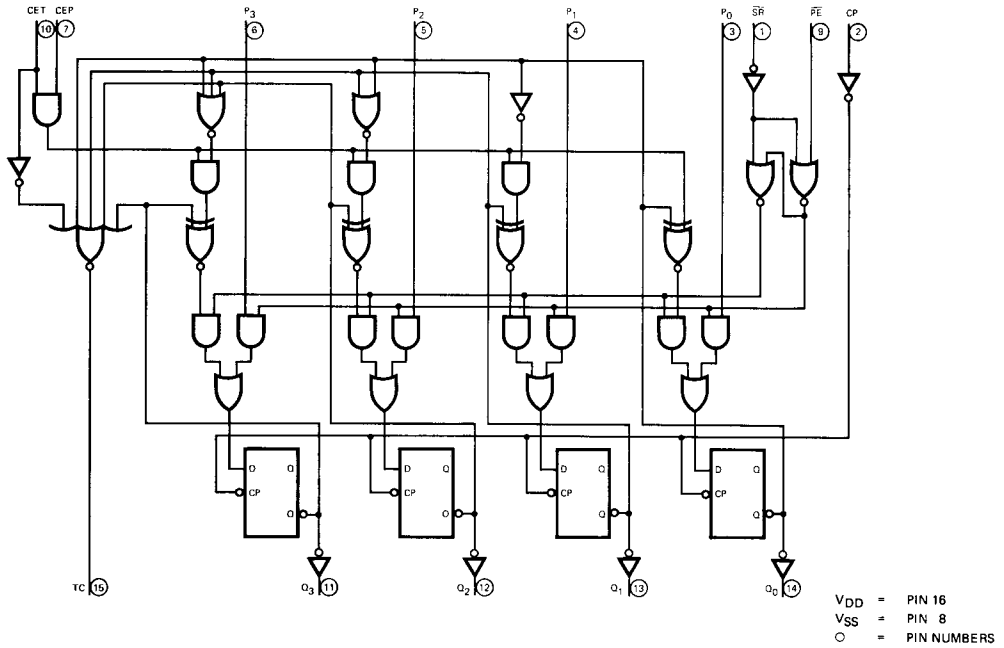 CET CEP P3 P2 P1 P0 SR PE CP
10 7 6 5 4 3 1 9 2
D Q D Q D Q D Q
CP CP CP CP
Q O Q Q
TC 15 Q3 11 Q2 12 Q1 13 Q0 14
VDD = PIN 16
VSS = PIN 8
O = PIN NUMBERS